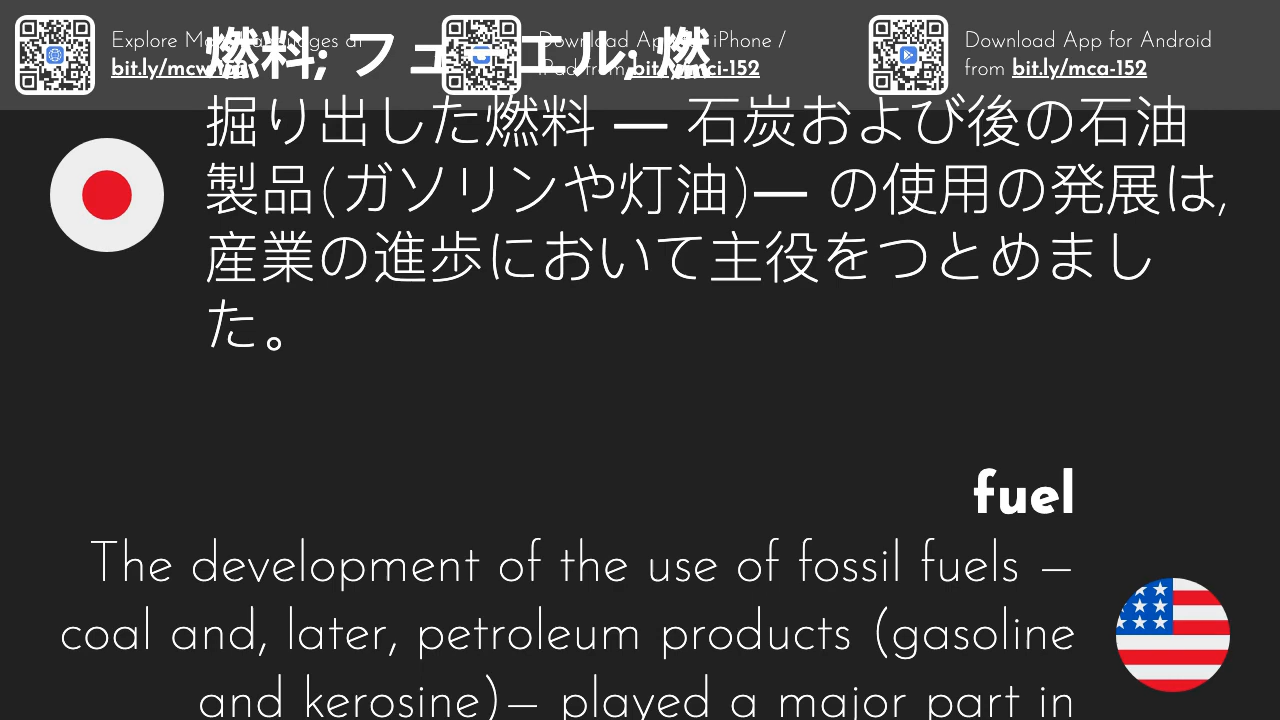 Explore M
bit.ly/mcw
Download App iPhone /
iPad from bit.ly/mci-152
Download App for Android
from bit.ly/mca-152
燃料; フューエル; 燃
掘り出した燃料 — 石炭および後の石油
製品(ガソリンや灯油)— の使用の発展は,
産業の進歩において主役をつとめまし
た。
fuel
The development of the use of fossil fuels –
coal and, later, petroleum products (gasoline
and kerosine)– played a major part in